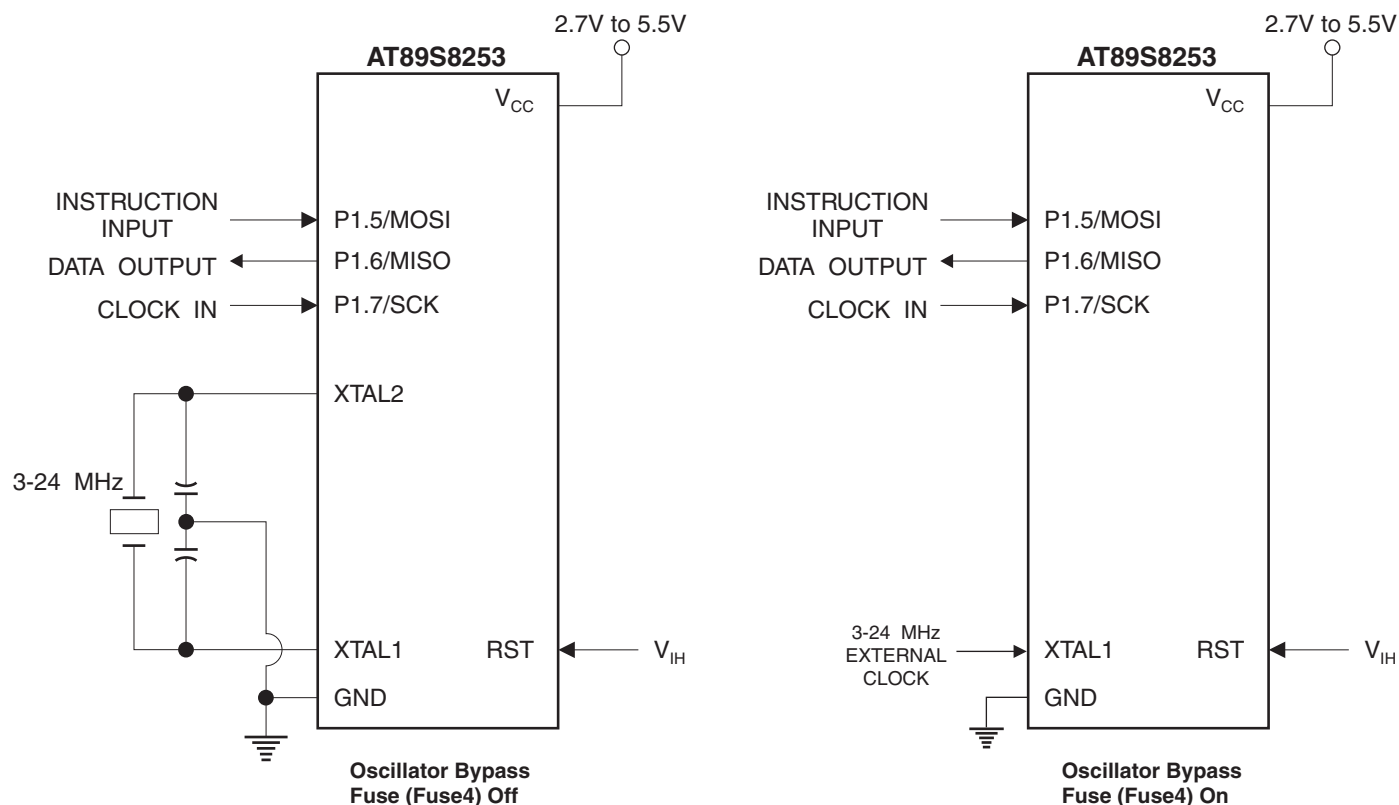 2.7V to 5.5V
AT89S8253
VCC
INSTRUCTION
INPUT
P1.5/MOSI
DATA OUTPUT
P1.6/MISO
CLOCK IN
P1.7/SCK
XTAL2
3-24 MHz
XTAL1
RST
VIH
GND
Oscillator Bypass
Fuse (Fuse4) Off
2.7V to 5.5V
AT89S8253
VCC
INSTRUCTION
INPUT
P1.5/MOSI
DATA OUTPUT
P1.6/MISO
CLOCK IN
P1.7/SCK
3-24 MHz
EXTERNAL
CLOCK
XTAL1
RST
VIH
GND
Oscillator Bypass
Fuse (Fuse4) On